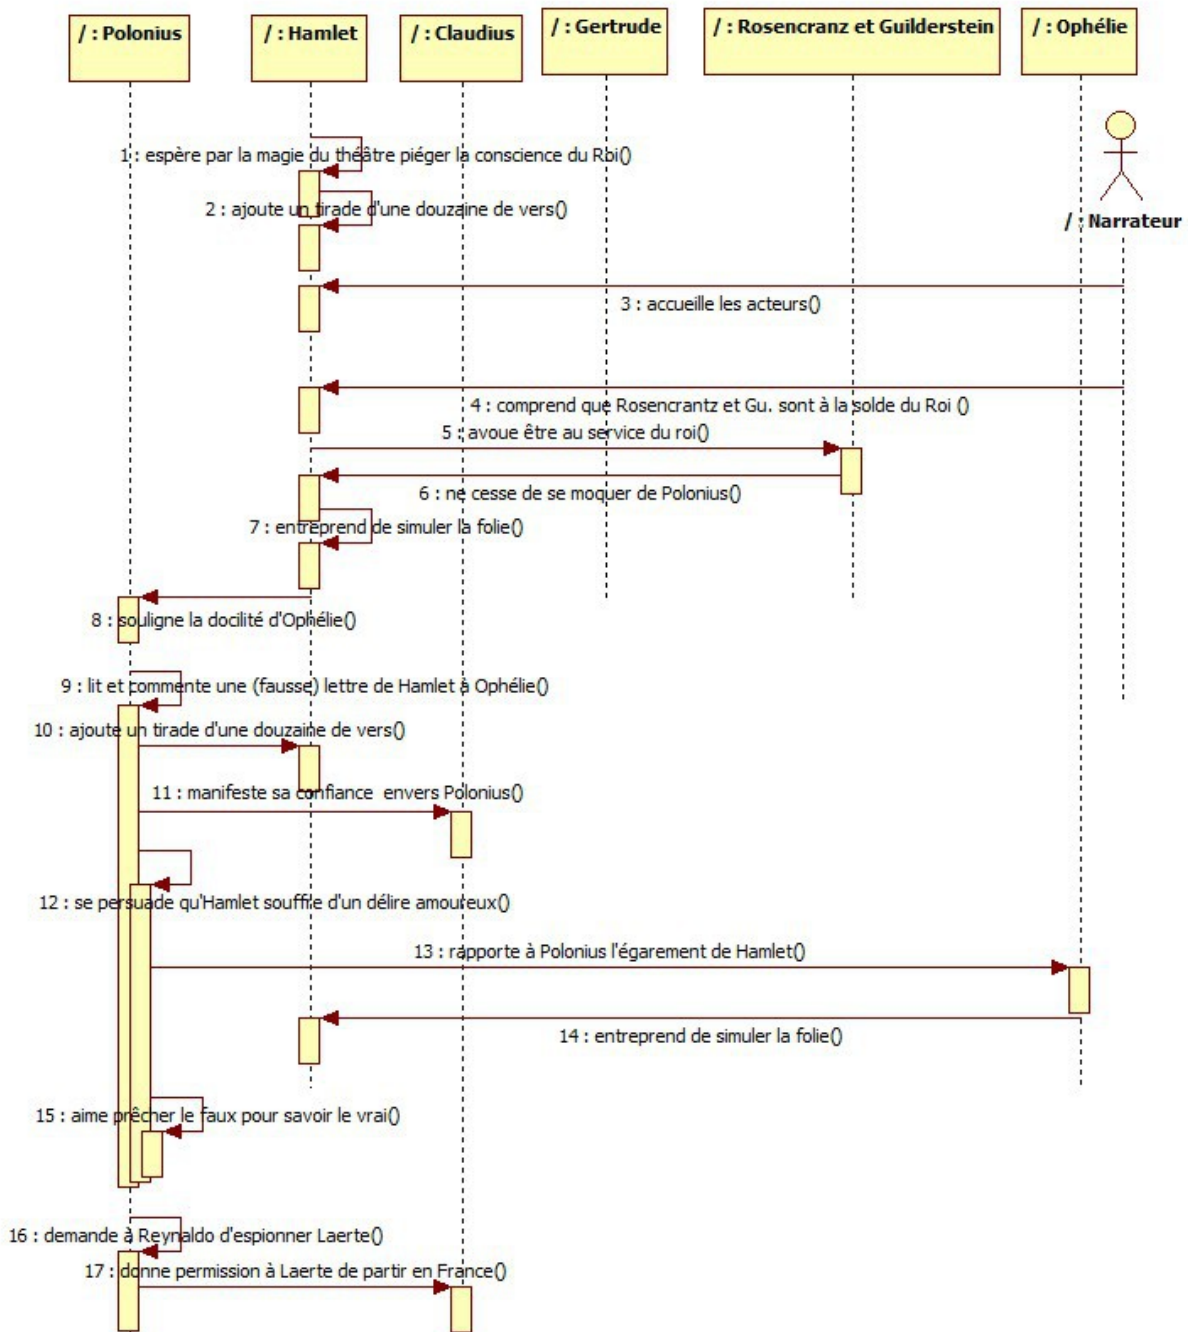 / : Polonius
/ : Hamlet
/ : Claudius
/ : Gertrude
/ : Rosencranz et Guilderstein
/ : Ophélie
/ : Narrateur
1 : espère par la magie du théâtre piéger la conscience du Roi()
2 : ajoute un tirade d'une douzaine de vers()
3 : accueille les acteurs()
4 : comprend que Rosencrantz et Gu. sont à la solde du Roi ()
5 : avoue être au service du roi()
6 : ne cesse de se moquer de Polonius()
7 : entreprend de simuler la folie()
8 : souligne la docilité d'Ophélie()
9 : lit et commente une (fausse) lettre de Hamlet à Ophélie()
10 : ajoute un tirade d'une douzaine de vers()
11 : manifeste sa confiance  envers Polonius()
12 : se persuade qu'Hamlet souffle d'un délire amoureux()
13 : rapporte à Polonius l'égarement de Hamlet()
14 : entreprend de simuler la folie()
15 : aime prêcher le faux pour savoir le vrai()
16 : demande à Reynaldo d'espionner Laerte()
17 : donne permission à Laerte de partir en France()